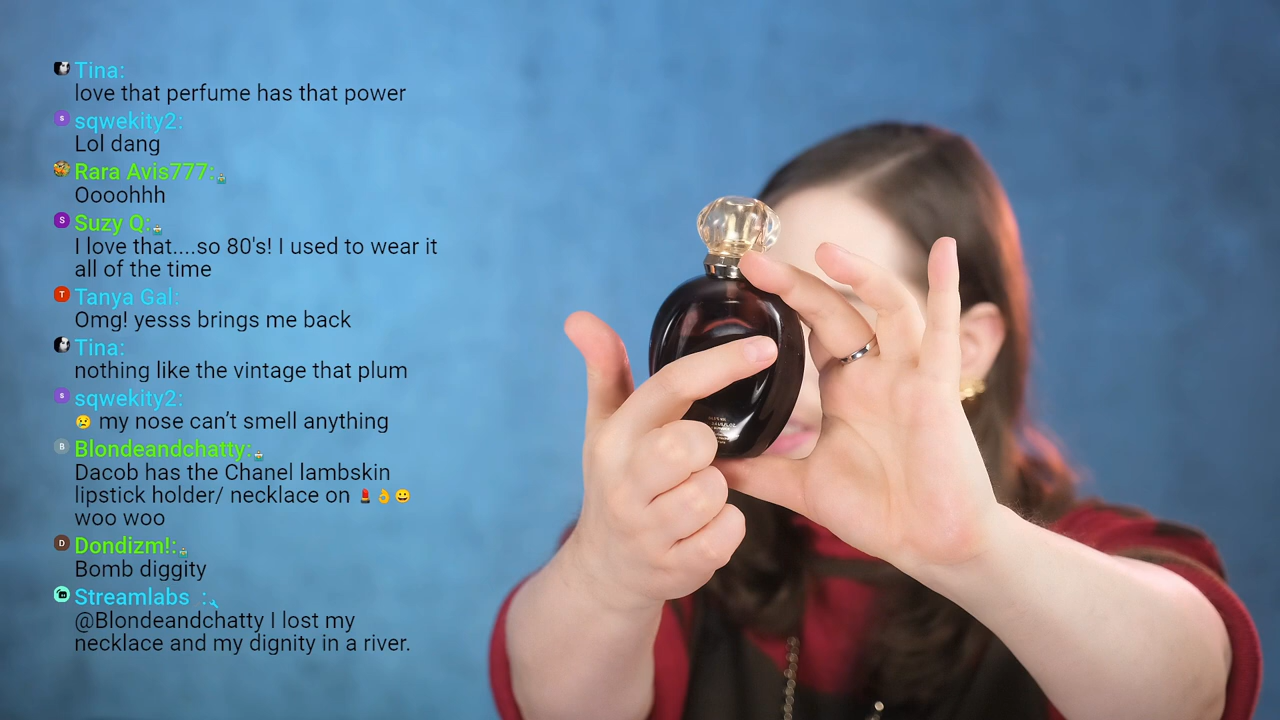 Tina:
love that perfume has that power
sqwekity2:
Lol dang
Rara Avis777:
Ooohhh
Suzy Q:
I love that....so 80's! I used to wear it
all of the time
Tanya Gal:
Omg! yesss brings me back
Tina:
nothing like the vintage that plum
sqwekity2:
😢 my nose can’t smell anything
Blondeandchatty:
Dacob has the Chanel lambskin
lipstick holder/ necklace on 💄👌😀
woo woo
Dondizm!:
Bomb diggity
Streamlabs :
@Blondeandchatty I lost my
necklace and my dignity in a river.